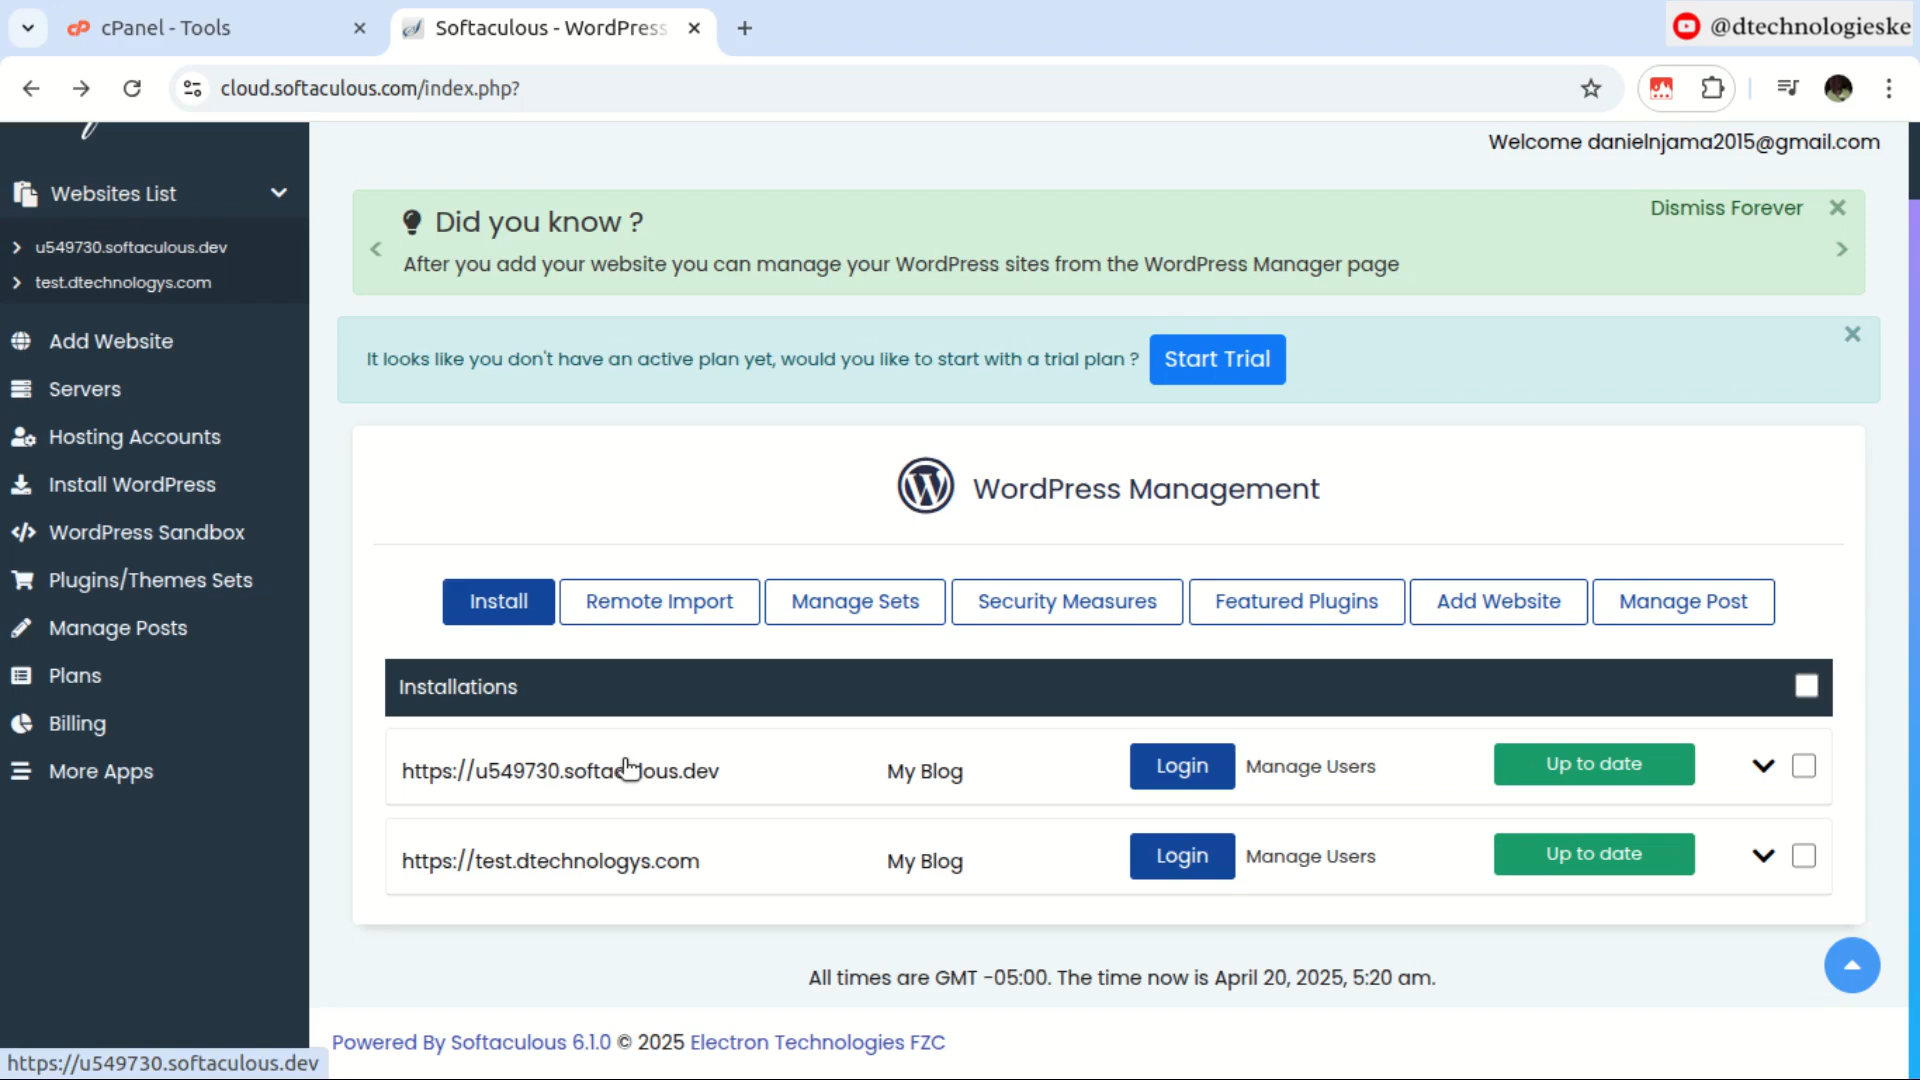 cPanel - Tools
Softaculous - WordPress
@dtechnologieske
cloud.softaculous.com/index.php?
Welcome danielnjama2015@gmail.com
Websites List
u549730.softaculous.dev
test.dtechnologys.com
Add Website
Servers
Hosting Accounts
Install WordPress
WordPress Sandbox
Plugins/Themes Sets
Manage Posts
Plans
Billing
More Apps
Did you know ?
Dismiss Forever
After you add your website you can manage your WordPress sites from the WordPress Manager page
It looks like you don't have an active plan yet, would you like to start with a trial plan ? Start Trial
WordPress Management
Install Remote Import Manage Sets Security Measures Featured Plugins Add Website Manage Post
Installations
https://u549730.softaculous.dev My Blog Login Manage Users Up to date
https://test.dtechnologys.com My Blog Login Manage Users Up to date
All times are GMT -05:00. The time now is April 20, 2025, 5:20 am.
Powered By Softaculous 6.1.0 © 2025 Electron Technologies FZC
https://u549730.softaculous.dev